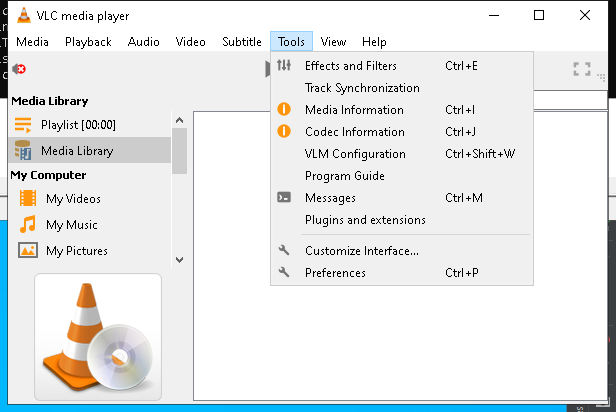 VLC media player
Media Playback Audio Video Subtitle Tools View Help
Effects and Filters Ctrl+E
Track Synchronization
Media Information Ctrl+I
Codec Information Ctrl+J
VLM Configuration Ctrl+Shift+W
Program Guide
Messages Ctrl+M
Plugins and extensions
Customize Interface...
Preferences Ctrl+P
Media Library
Playlist [00:00]
Media Library
My Computer
My Videos
My Music
My Pictures